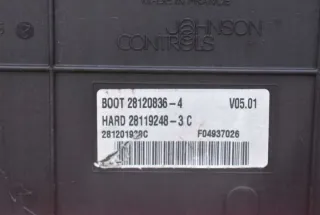 JOHNSON
CONTROLS
BOOT 28120836-4 V05.01
HARD 28119248-3 C
F04937026